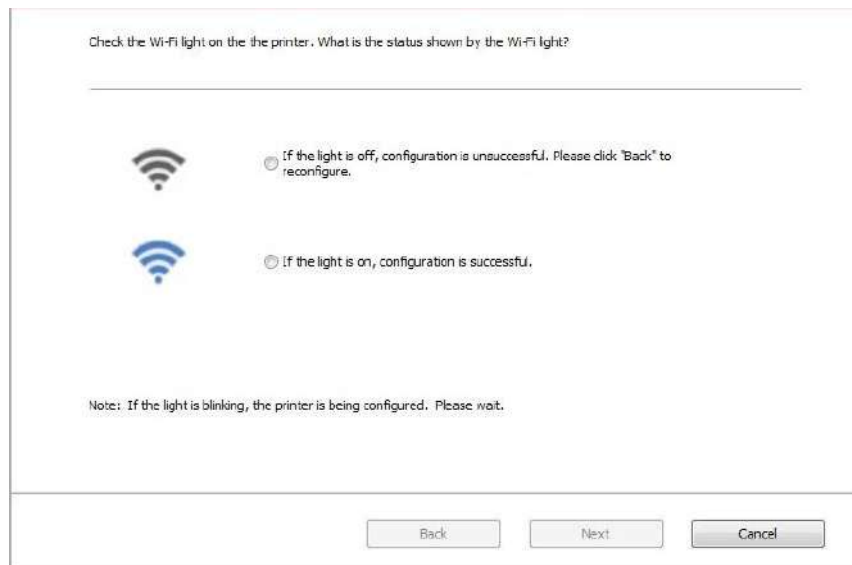 Check the Wi-Fi light on the the printer. What is the status shown by the Wi-Fi light?
If the light is off, configuration is unsuccessful. Please click "Back" to
reconfigure.
If the light is on, configuration is successful.
Note: If the light is blinking, the printer is being configured. Please wait.
Back Next Cancel